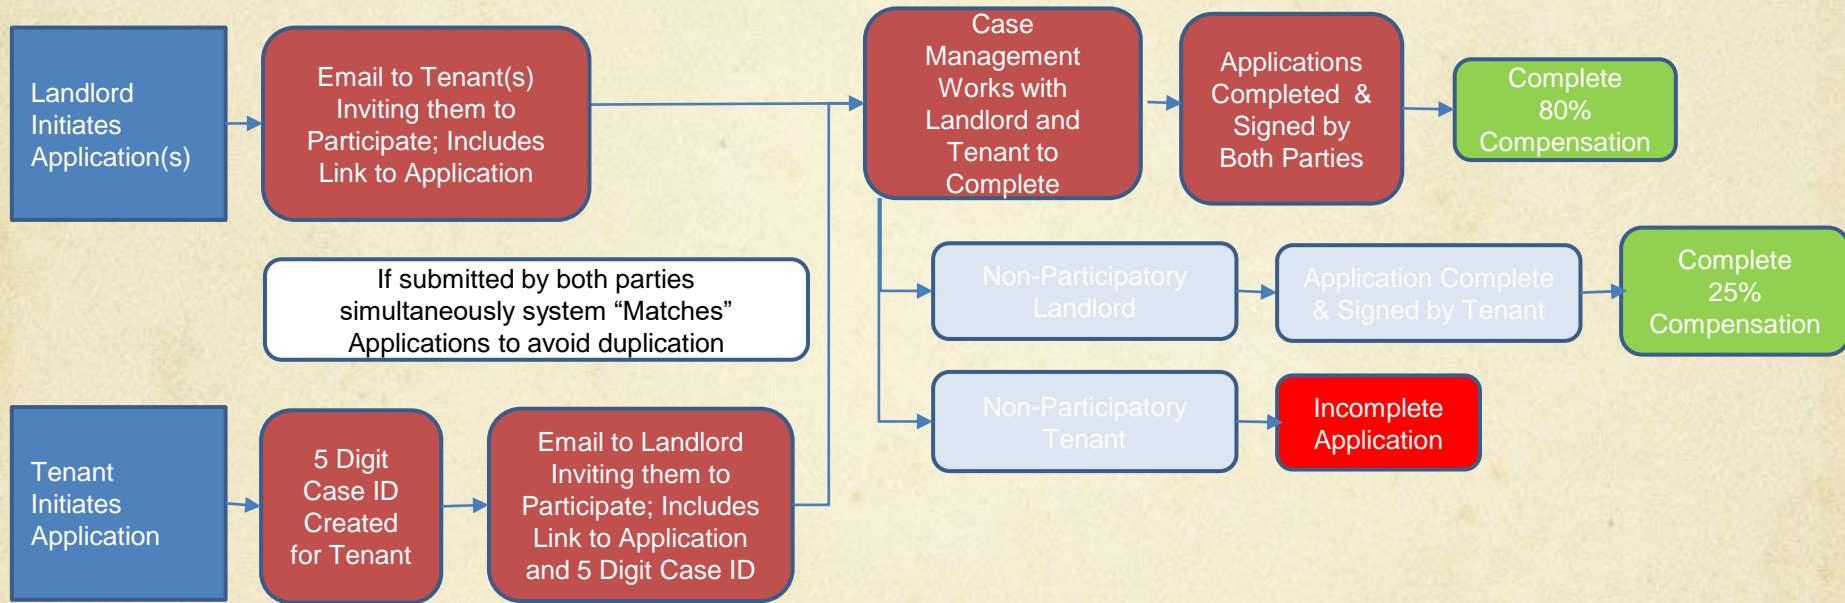 Landlord
Initiates
Application(s)
Email to Tenant(s)
Inviting them to
Participate; Includes
Link to Application
Case
Management
Works with
Landlord and
Tenant to
Complete
Applications
Completed &
Signed by
Both Parties
Complete
80%
Compensation
If submitted by both parties
simultaneously system “Matches”
Applications to avoid duplication
Non-Participatory
Landlord
Application Complete
& Signed by Tenant
Complete
25%
Compensation
Non-Participatory
Tenant
Incomplete
Application
Tenant
Initiates
Application
5 Digit
Case ID
Created
for Tenant
Email to Landlord
Inviting them to
Participate; Includes
Link to Application
and 5 Digit Case ID